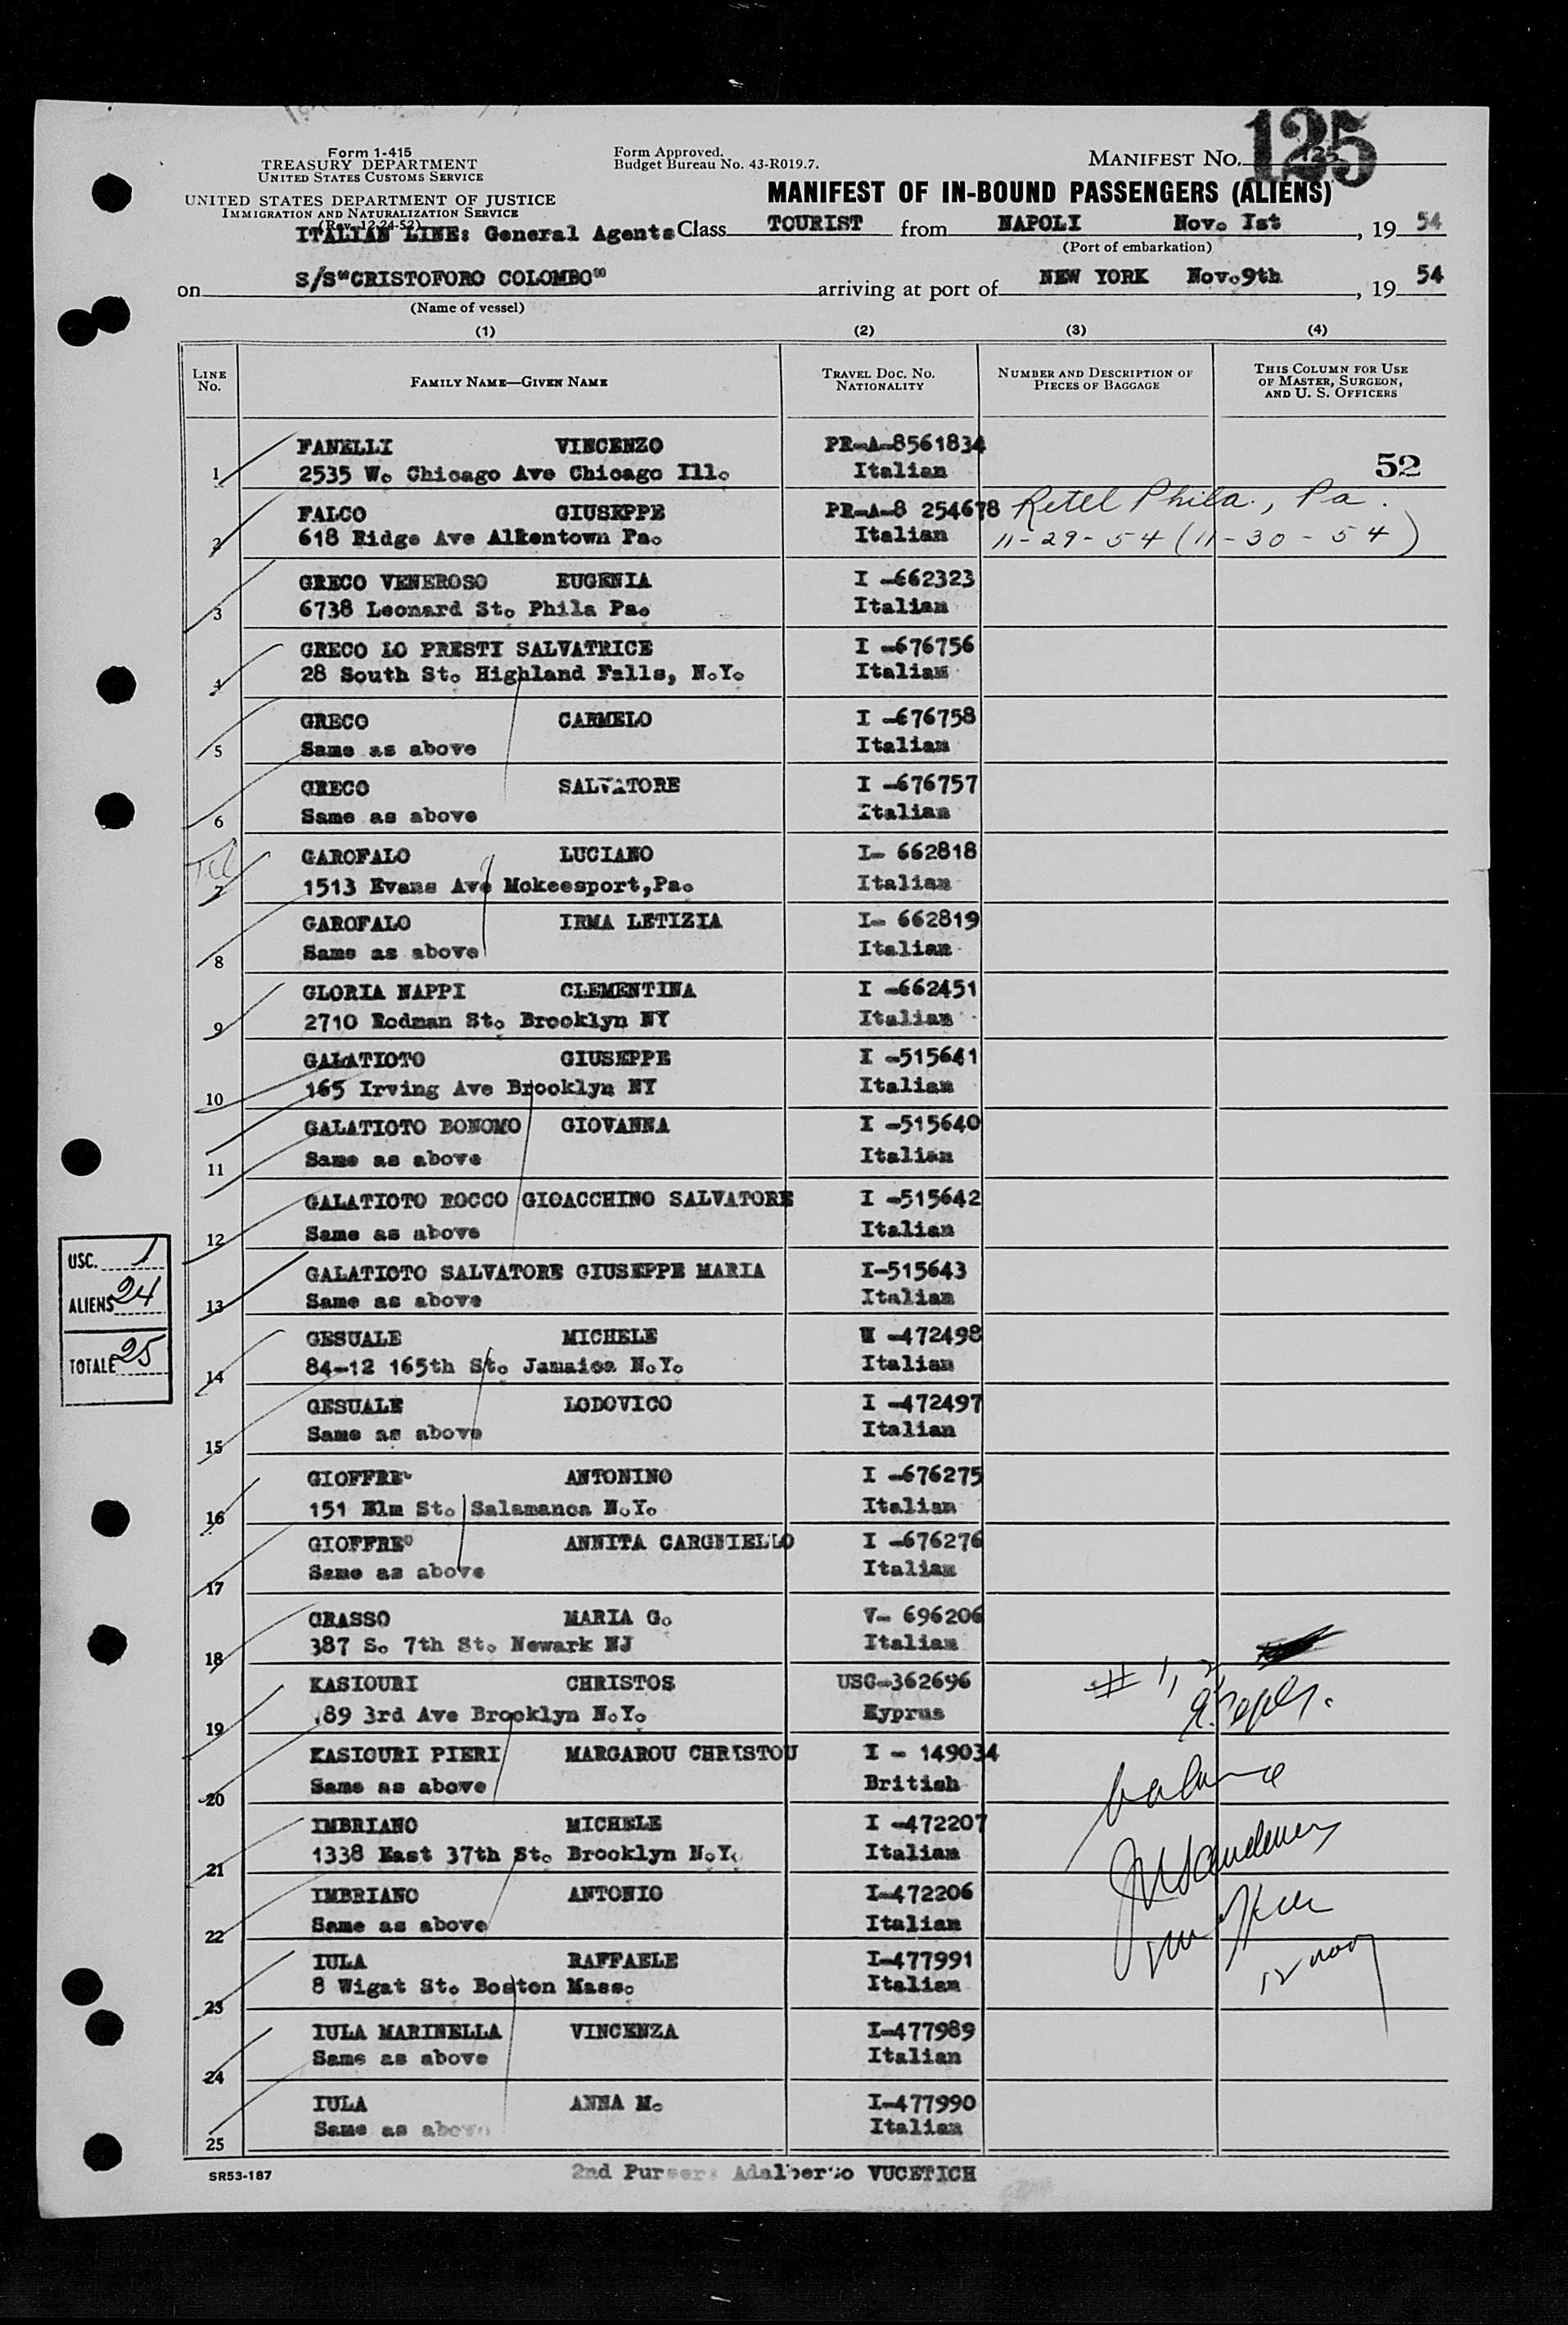 125
Form 1-415
TREASURY DEPARTMENT
UNITED STATES CUSTOMS SERVICE
Form Approved.
Budget Bureau No. 43-R019.7.
MANIFEST NO. 125
UNITED STATES DEPARTMENT OF JUSTICE
IMMIGRATION AND NATURALIZATION SERVICE
(Rev. 12-24-52)
MANIFEST OF IN-BOUND PASSENGERS (ALIENS)
ITALIAN LINE: General Agents Class TOURIST from NAPOLI Nov. Ist, 19 54
(Port of embarkation)
on S/S"CRISTOFORO COLOMBO" arriving at port of NEW YORK Nov.9th, 19 54
(Name of vessel)
(1) (2) (3) (4)
LINE NO. FAMILY NAME—GIVEN NAME TRAVEL DOC. NO. NATIONALITY NUMBER AND DESCRIPTION OF PIECES OF BAGGAGE THIS COLUMN FOR USE OF MASTER, SURGEON, AND U. S. OFFICERS
FANELLI VINCENZO PR-A-8561834
1 2535 W. Chicago Ave Chicago Ill. Italian 52
FALCO GIUSEPPE PR-A-8 254678 Retel Phila., Pa.
2 618 Ridge Ave Allentown Pa. Italian 11-29-54 (11-30-54)
GRECO VENEROSO EUGENIA I -662323
3 6738 Leonard St. Phila Pa. Italian
GRECO LO PRESTI SALVATRICE I -676756
4 28 South St. Highland Falls, N.Y. Italian
GRECO CARMELO I -676758
5 Same as above Italian
GRECO SALVATORE I -676757
6 Same as above Italian
GAROFALO LUCIANO I- 662818
7 1513 Evans Ave Mckeesport,Pa. Italian
GAROFALO IRMA LETIZIA I- 662819
8 Same as above Italian
GLORIA NAPPI CLEMENTINA I -662451
9 2710 Rodman St. Brooklyn NY Italian
GALATIOTO GIUSEPPE I -515641
10 165 Irving Ave Brooklyn NY Italian
GALATIOTO BONOMO GIOVANNA I -515640
11 Same as above Italian
GALATIOTO ROCCO GIOACCHINO SALVATORE I -515642
12 Same as above Italian
GALATIOTO SALVATORE GIUSEPPE MARIA I-515643
13 Same as above Italian
GESUALE MICHELE -472498
14 84-12 165th St. Jamaica N.Y. Italian
GESUALE LODOVICO I -472497
15 Same as above Italian
GIOFFRE' ANTONINO I -676275
16 151 Elm St. Salamanca N.Y. Italian
GIOFFRE' ANNITA CARGNIELLO I -676276
17 Same as above Italian
GRASSO MARIA G. V- 696206
18 387 S. 7th St. Newark NJ Italian
KASIOURI CHRISTOS USC-362696 # 1, 2
19 89 3rd Ave Brooklyn N.Y. Kyprus
KASIOURI PIERI MARGAROU CHRISTOU I - 149034
20 Same as above British balance
IMBRIANO MICHELE I -472207
21 1338 East 37th St. Brooklyn N.Y. Italian
IMBRIANO ANTONIO I-472206
22 Same as above Italian
IULA RAFFAELE I-477991
23 8 Wigat St. Boston Mass. Italian
IULA MARINELLA VINCENZA I-477989
24 Same as above Italian
IULA ANNA M. I-477990
25 Same as above Italian
USC. 1
ALIENS 24
TOTALE 25
SR53-187
2nd Purser: Adalberto VUCETICH